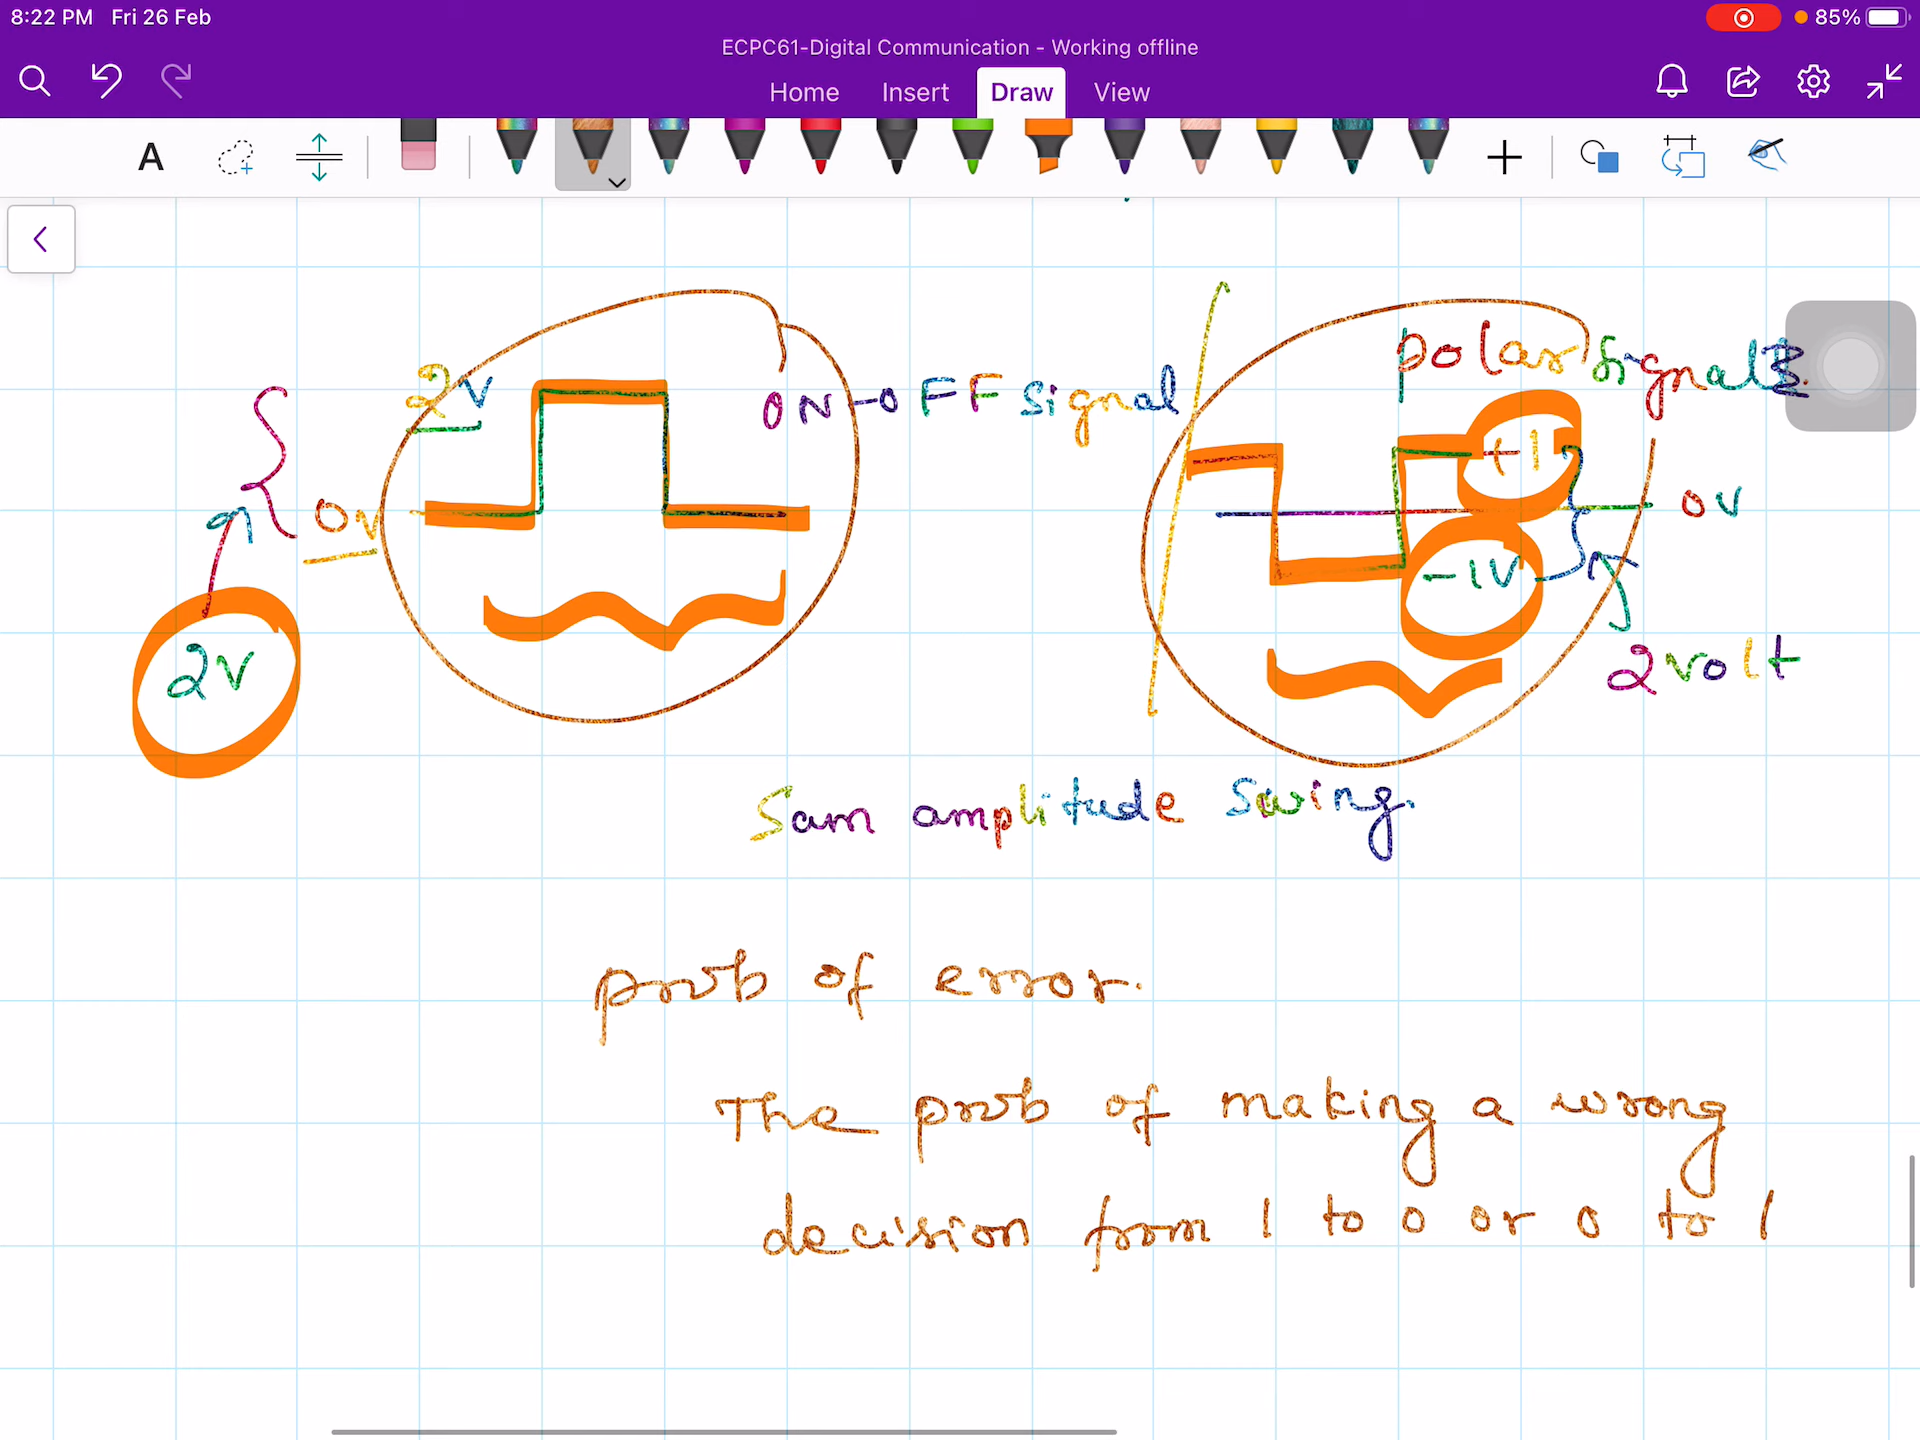 8:22 PM Fri 26 Feb
85%
ECPC61-Digital Communication - Working offline
Home Insert Draw View
A
polar signals.
2V
ON-OFF signal
+1
0V
0V
-1V
2V
2volt
Sam amplitude swing.
prob of error.
The prob of making a wrong
decision from 1 to 0 or 0 to 1